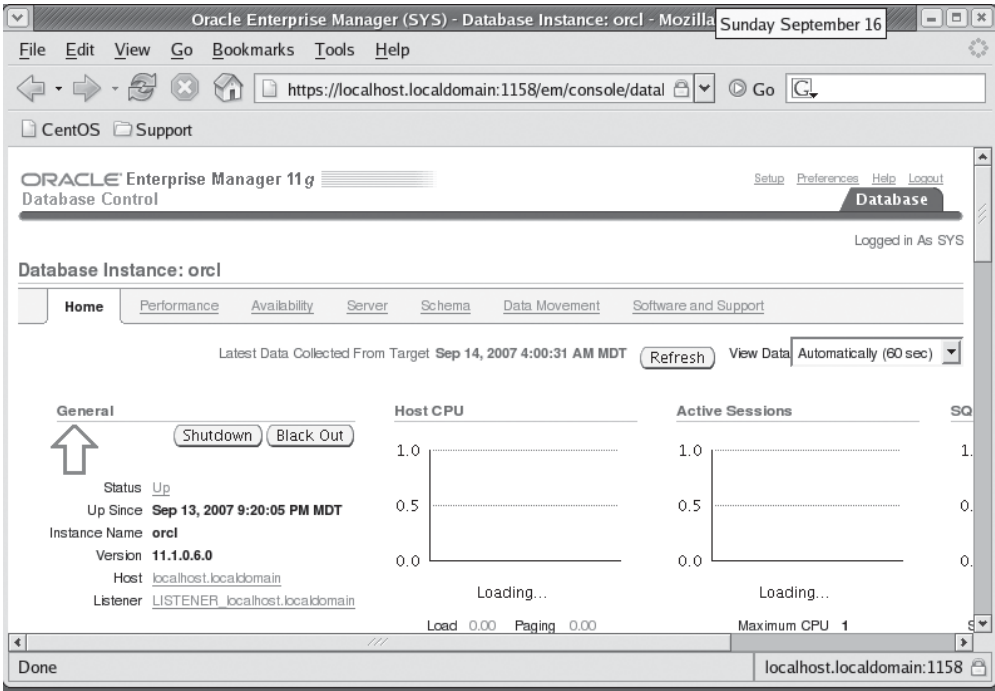 Oracle Enterprise Manager (SYS) - Database Instance: orcl - Mozilla
Sunday September 16
File Edit View Go Bookmarks Tools Help
https://localhost.localdomain:1158/em/console/datal
Go
G
CentOS Support
ORACLE Enterprise Manager 11g
Database Control
Setup Preferences Help Logout
Database
Logged in As SYS
Database Instance: orcl
Home Performance Availability Server Schema Data Movement Software and Support
Latest Data Collected From Target Sep 14, 2007 4:00:31 AM MDT Refresh View Data Automatically (60 sec)
General
Shutdown Black Out
Status Up
Up Since Sep 13, 2007 9:20:05 PM MDT
Instance Name orcl
Version 11.1.0.6.0
Host localhost.localdomain
Listener LISTENER_localhost.localdomain
Host CPU
1.0
0.5
0.0
Loading...
Load 0.00 Paging 0.00
Active Sessions
1.0
0.5
0.0
Loading...
Maximum CPU 1
SQ
1.
0.
0.
S
Done
localhost.localdomain:1158